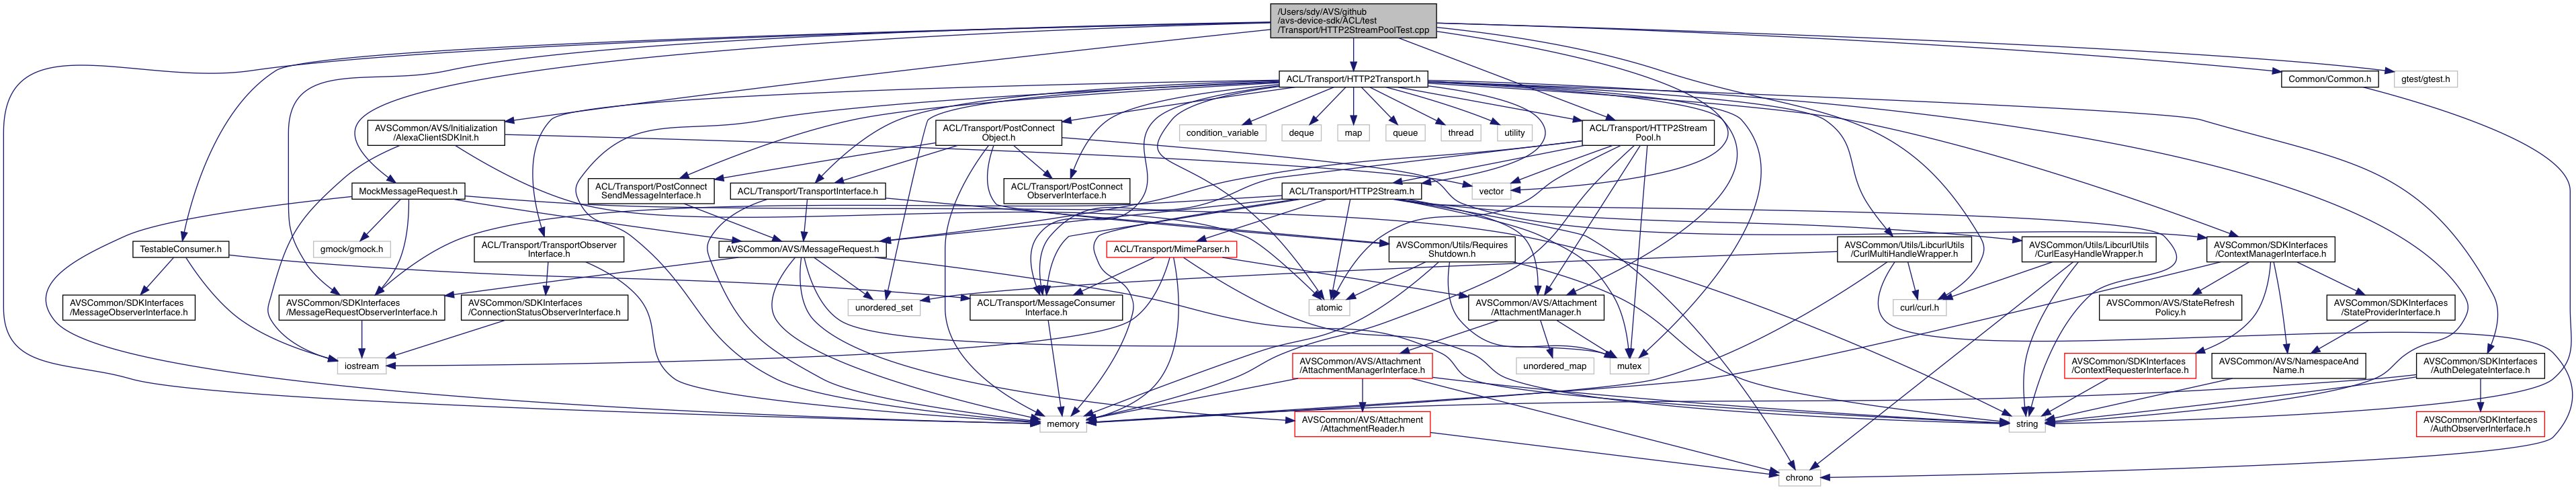 /Users/sdy/AVS/github
/avs-device-sdk/ACL/test
/Transport/HTTP2StreamPoolTest.cpp
ACL/Transport/HTTP2Transport.h
Common/Common.h
gtest/gtest.h
AVSCommon/AVS/Initialization
/AlexaClientSDKInit.h
ACL/Transport/PostConnect
Object.h
condition_variable
deque
map
queue
thread
utility
ACL/Transport/HTTP2Stream
Pool.h
MockMessageRequest.h
ACL/Transport/PostConnect
SendMessageInterface.h
ACL/Transport/TransportInterface.h
ACL/Transport/PostConnect
ObserverInterface.h
ACL/Transport/HTTP2Stream.h
vector
TestableConsumer.h
gmock/gmock.h
ACL/Transport/TransportObserver
Interface.h
AVSCommon/AVS/MessageRequest.h
ACL/Transport/MimeParser.h
AVSCommon/Utils/Requires
Shutdown.h
AVSCommon/Utils/LibcurlUtils
/CurlMultiHandleWrapper.h
AVSCommon/Utils/LibcurlUtils
/CurlEasyHandleWrapper.h
AVSCommon/SDKInterfaces
/ContextManagerInterface.h
AVSCommon/SDKInterfaces
/MessageObserverInterface.h
AVSCommon/SDKInterfaces
/MessageRequestObserverInterface.h
AVSCommon/SDKInterfaces
/ConnectionStatusObserverInterface.h
unordered_set
ACL/Transport/MessageConsumer
Interface.h
atomic
AVSCommon/AVS/Attachment
/AttachmentManager.h
curl/curl.h
AVSCommon/AVS/StateRefresh
Policy.h
AVSCommon/SDKInterfaces
/StateProviderInterface.h
iostream
AVSCommon/AVS/Attachment
/AttachmentManagerInterface.h
unordered_map
mutex
AVSCommon/SDKInterfaces
/ContextRequesterInterface.h
AVSCommon/AVS/NamespaceAnd
Name.h
AVSCommon/SDKInterfaces
/AuthDelegateInterface.h
memory
AVSCommon/AVS/Attachment
/AttachmentReader.h
string
AVSCommon/SDKInterfaces
/AuthObserverInterface.h
chrono